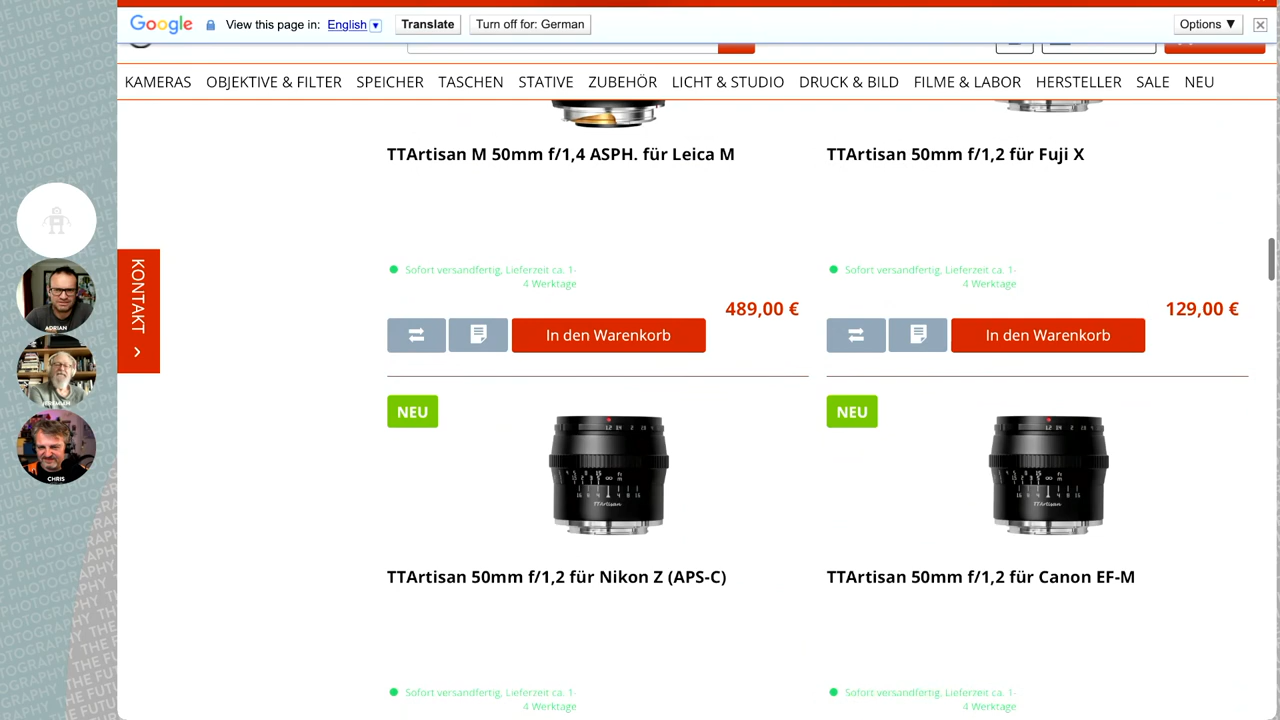 Google View this page in: English ▼ Translate Turn off for: German Options ▼
KAMERAS OBJEKTIVE & FILTER SPEICHER TASCHEN STATIVE ZUBEHÖR LICHT & STUDIO DRUCK & BILD FILME & LABOR HERSTELLER SALE NEU
TTArtisan M 50mm f/1,4 ASPH. für Leica M
TTArtisan 50mm f/1,2 für Fuji X
Sofort versandfertig, Lieferzeit ca. 1-
4 Werktage
Sofort versandfertig, Lieferzeit ca. 1-
4 Werktage
489,00 €
129,00 €
In den Warenkorb
In den Warenkorb
NEU
NEU
TTArtisan
TTArtisan
TTArtisan 50mm f/1,2 für Nikon Z (APS-C)
TTArtisan 50mm f/1,2 für Canon EF-M
Sofort versandfertig, Lieferzeit ca. 1-
4 Werktage
Sofort versandfertig, Lieferzeit ca. 1-
4 Werktage
KONTAKT
ADRIAN
JEREMIAH
CHRIS